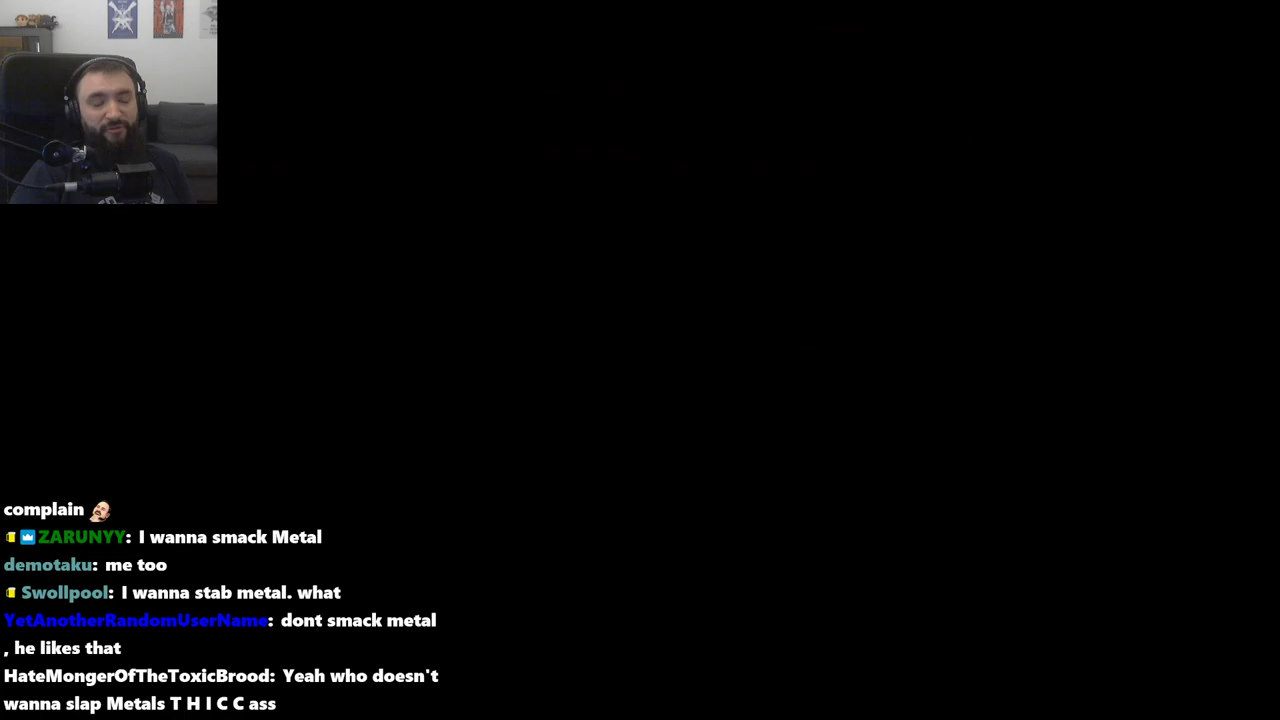 complain
ZARUNYY: I wanna smack Metal
demotaku: me too
Swollpool: I wanna stab metal. what
YetAnotherRandomUserName: dont smack metal
, he likes that
HateMongerOfTheToxicBrood: Yeah who doesn't
wanna slap Metals T H I C C ass